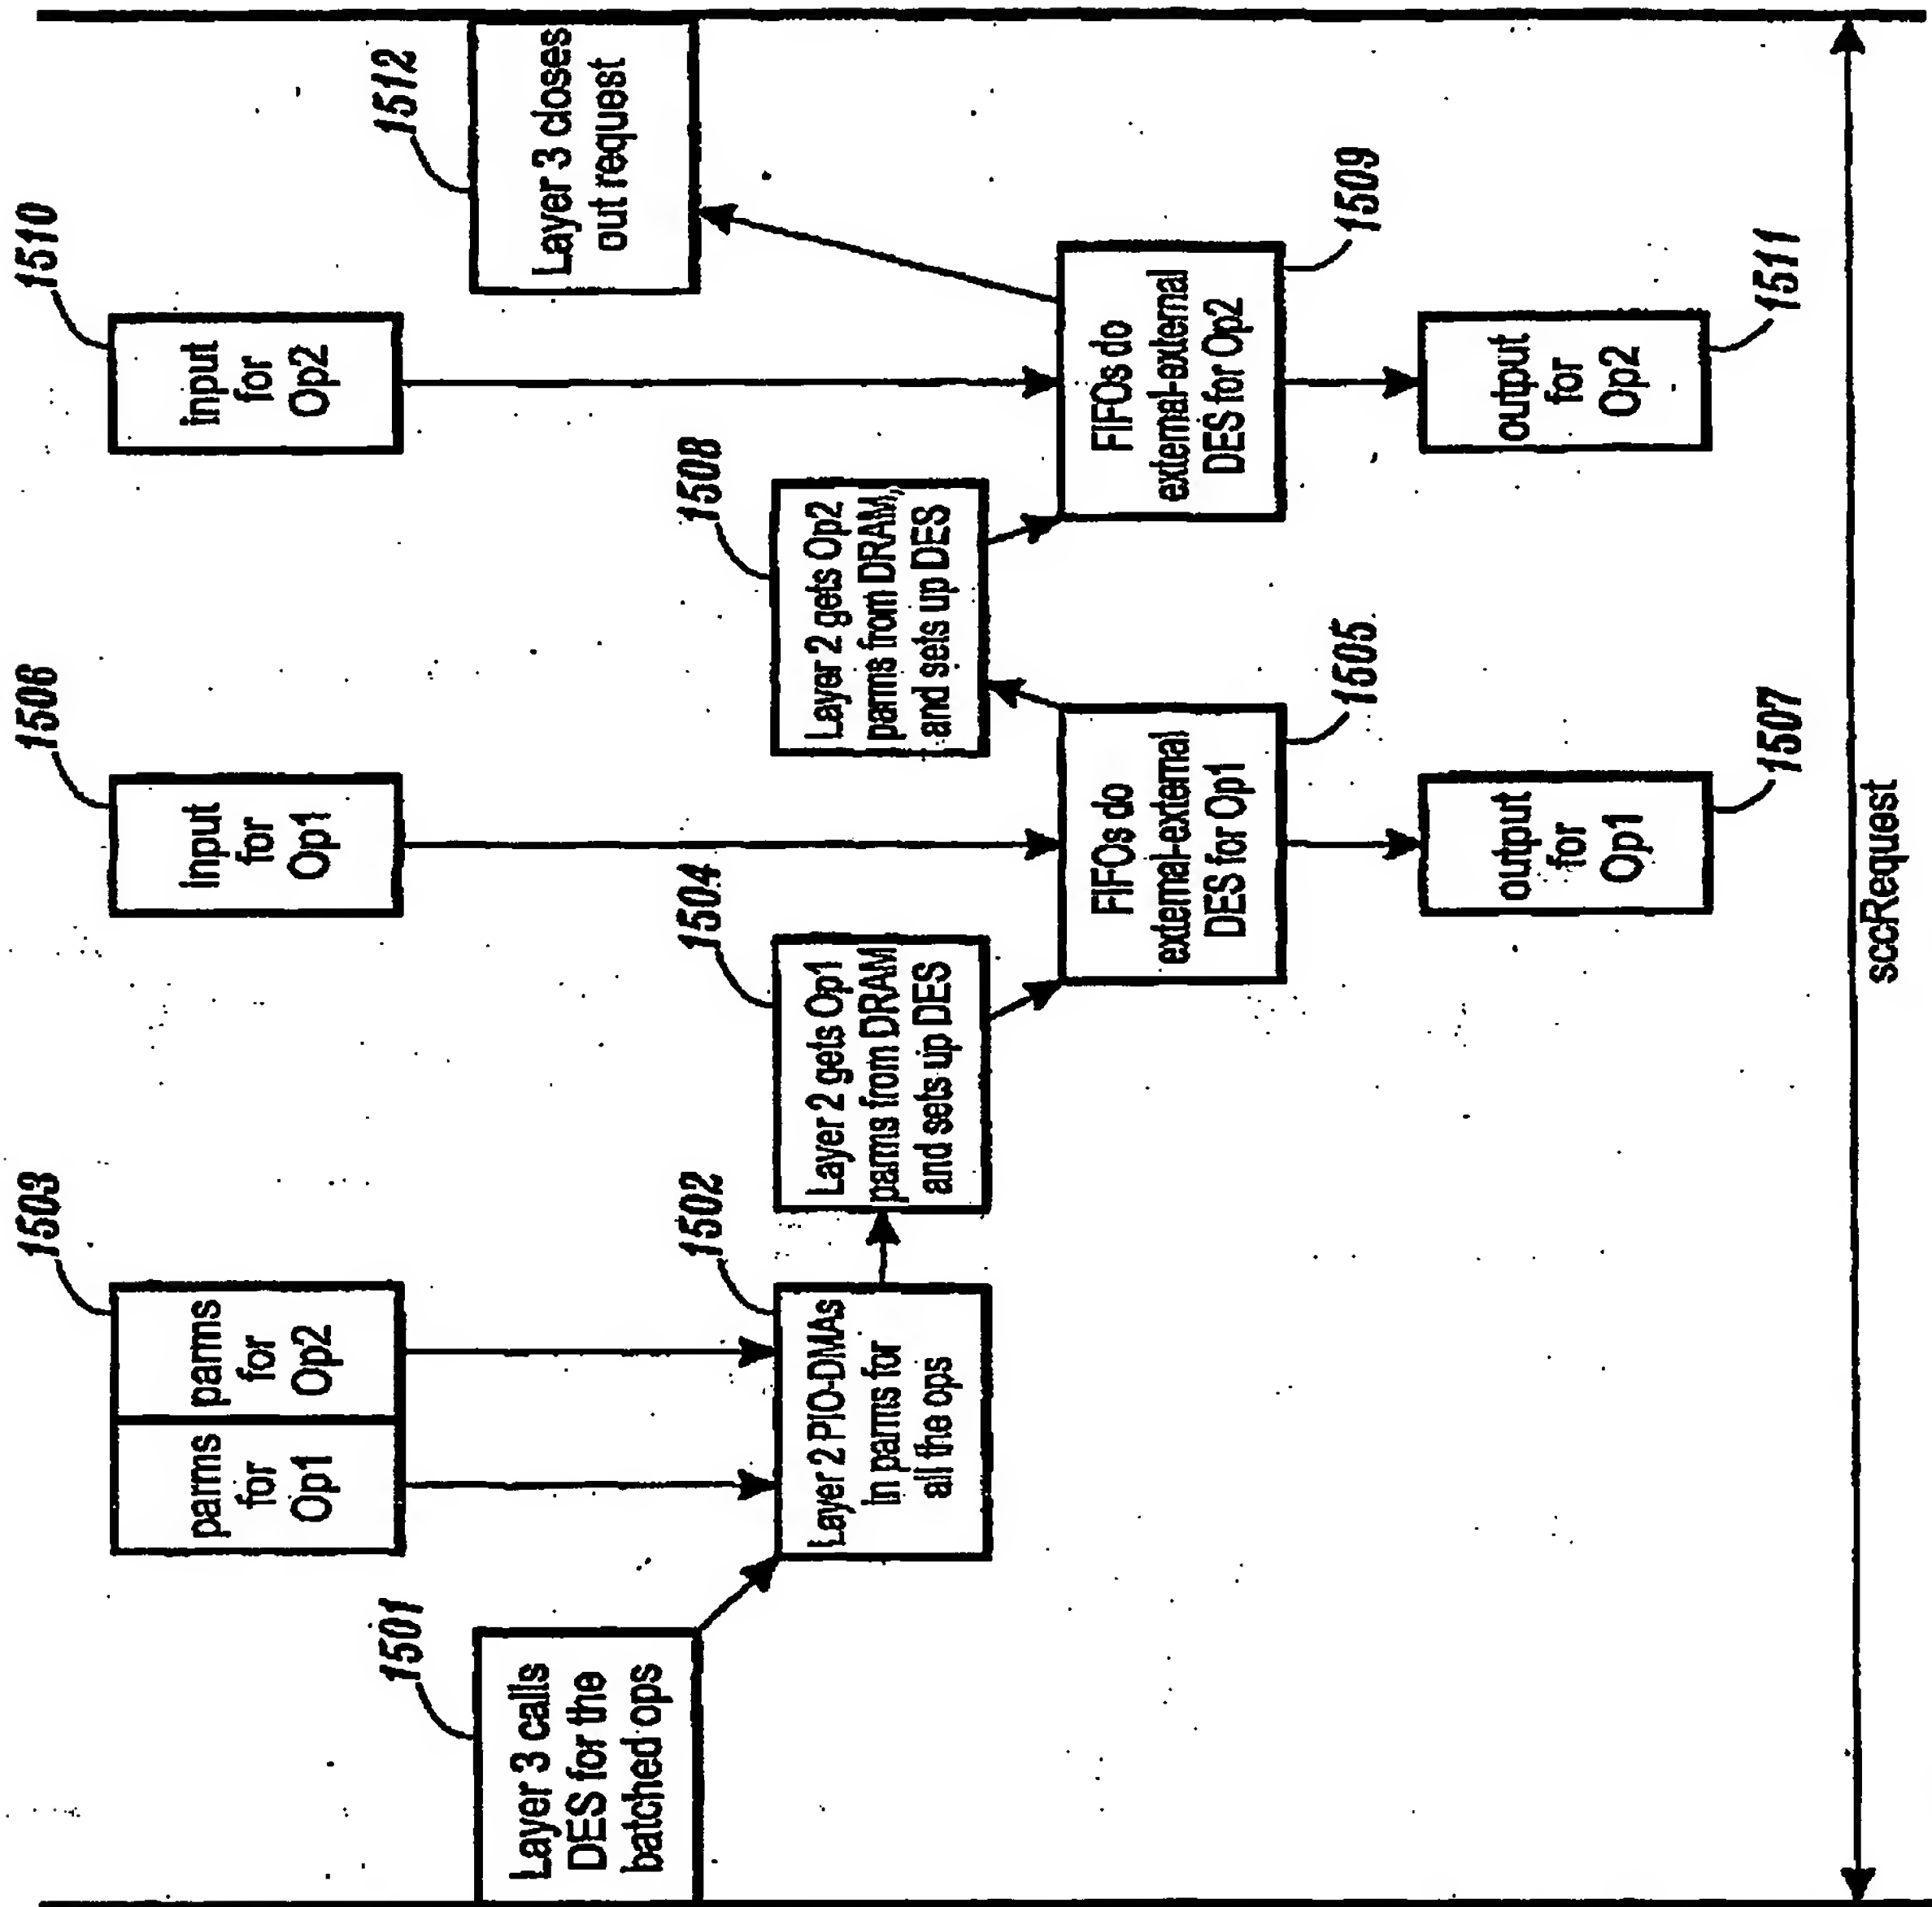 1501
Layer 3 calls
DES for the
batched ops
1503
parms
for
Op1
parms
for
Op2
1502
Layer 2 PIO-DMAs
in parms for
all the ops
1504
Layer 2 gets Op1
parms from DRAM
and sets up DES
1506
input
for
Op1
1505
FIFOs do
external-external
DES for Op1
1507
output
for
Op1
1508
Layer 2 gets Op2
parms from DRAM,
and sets up DES
1510
input
for
Op2
1509
FIFOs do
external-external
DES for Op2
1511
output
for
Op2
1512
Layer 3 closes
out request
sccRequest